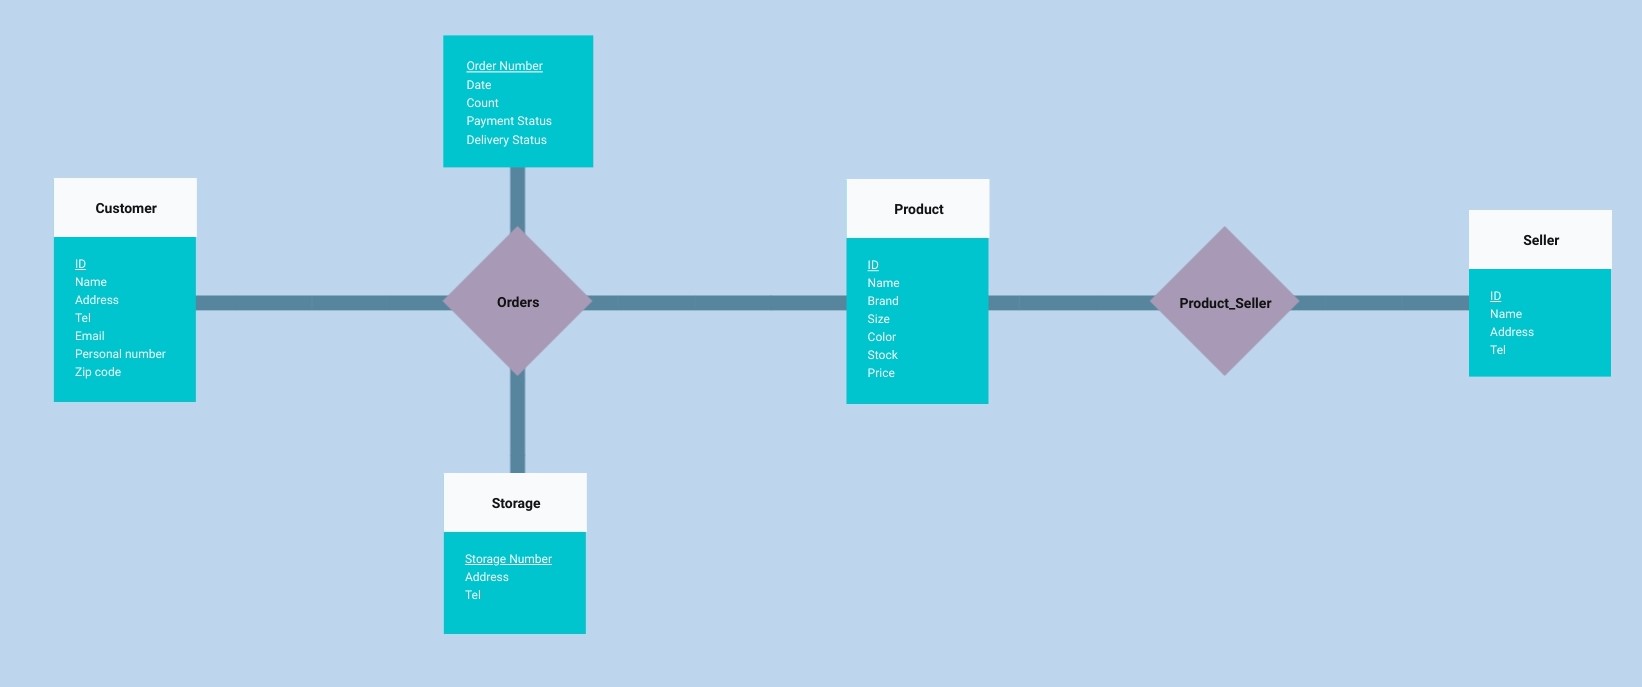 Order Number
Date
Count
Payment Status
Delivery Status
Customer
ID
Name
Address
Tel
Email
Personal number
Zip code
Orders
Product
ID
Name
Brand
Size
Color
Stock
Price
Product_Seller
Seller
ID
Name
Address
Tel
Storage
Storage Number
Address
Tel